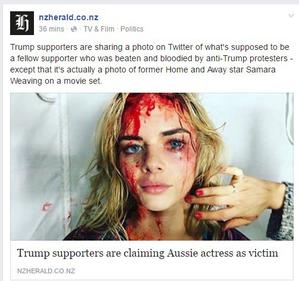 nzherald.co.nz
36 mins · TV & Film · Politics
Trump supporters are sharing a photo on Twitter of what's supposed to be
a fellow supporter who was beaten and bloodied by anti-Trump protesters -
except that it's actually a photo of former Home and Away star Samara
Weaving on a movie set.
Trump supporters are claiming Aussie actress as victim
NZHERALD.CO.NZ